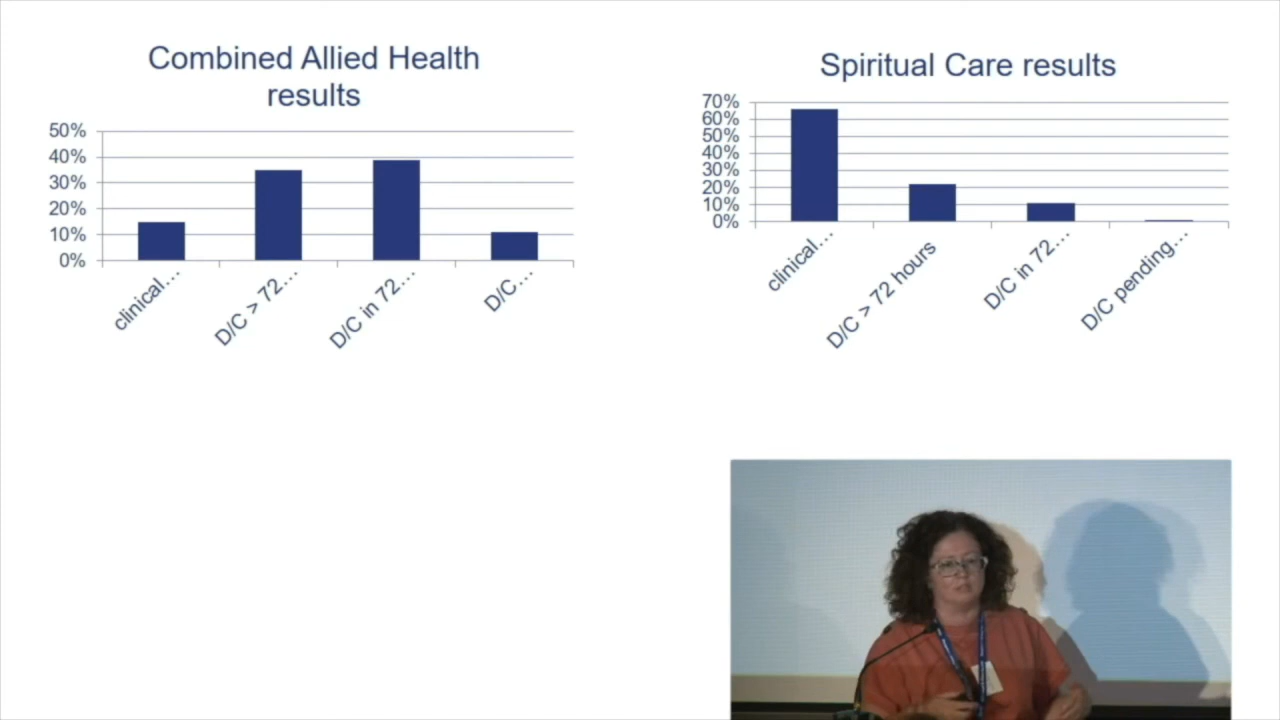 Combined Allied Health
results
50%
40%
30%
20%
10%
0%
clinical...
D/C > 72...
D/C in 72...
D/C...
Spiritual Care results
70%
60%
50%
40%
30%
20%
10%
0%
clinical...
D/C > 72 hours
D/C in 72...
D/C pending...